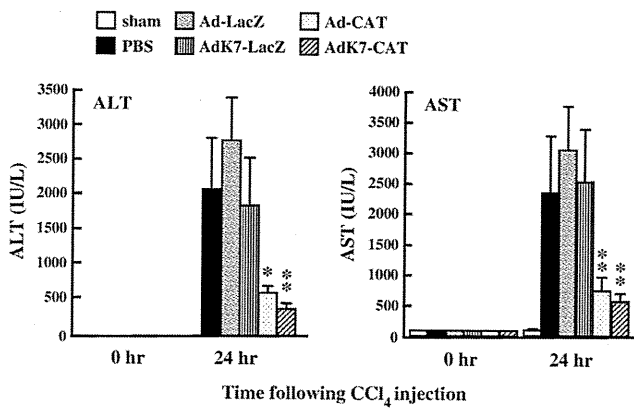 sham Ad-LacZ Ad-CAT
PBS AdK7-LacZ AdK7-CAT
ALT
ALT (IU/L)
3500
3000
2500
2000
1500
1000
500
0
* **
0 hr 24 hr
AST
AST (IU/L)
4000
3500
3000
2500
2000
1500
1000
500
0
** **
0 hr 24 hr
Time following CCl4 injection